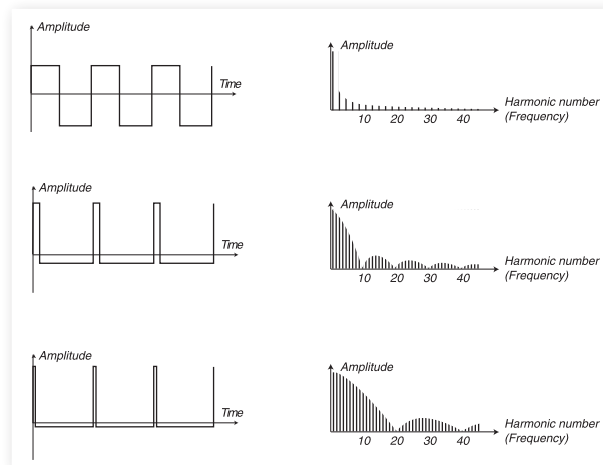 Amplitude
Time
Amplitude
Harmonic number
(Frequency)
10 20 30 40
Amplitude
Time
Amplitude
Harmonic number
(Frequency)
10 20 30 40
Amplitude
Time
Amplitude
Harmonic number
(Frequency)
10 20 30 40